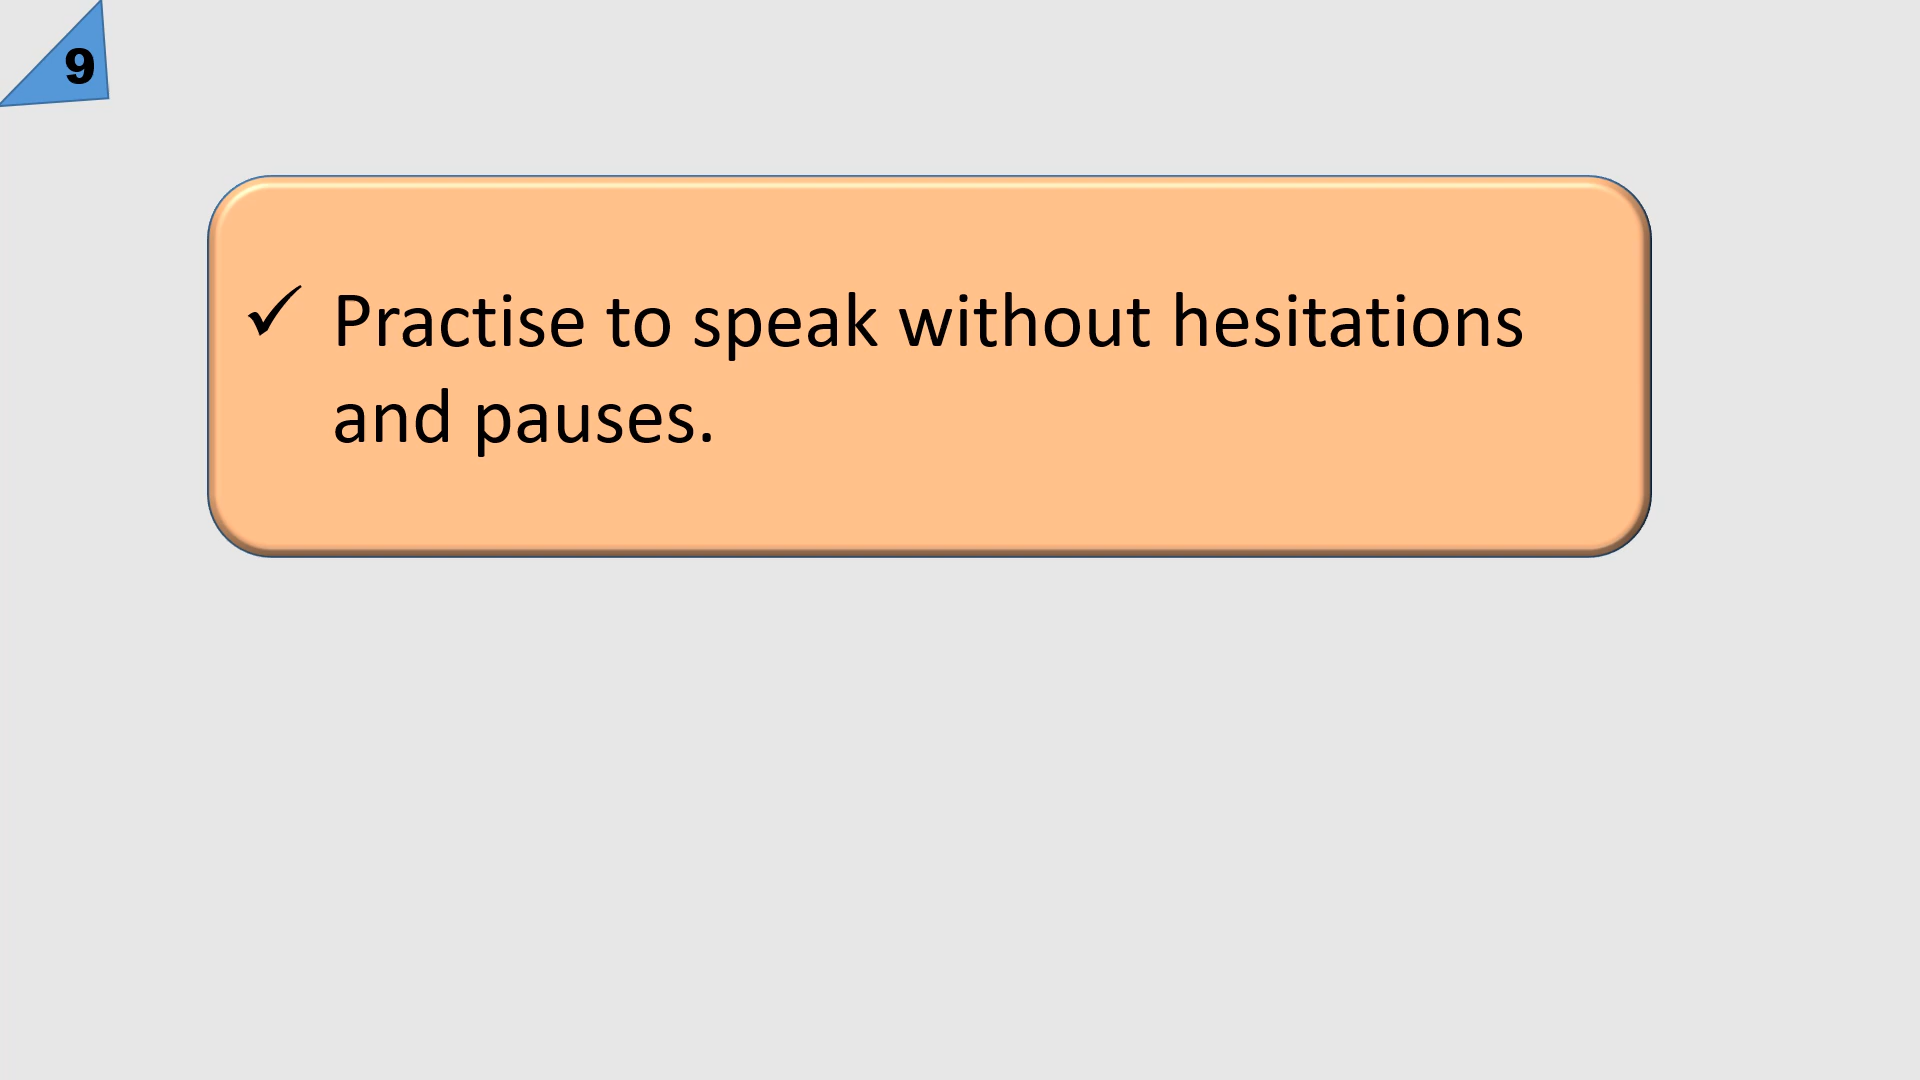 9
✓ Practise to speak without hesitations
and pauses.